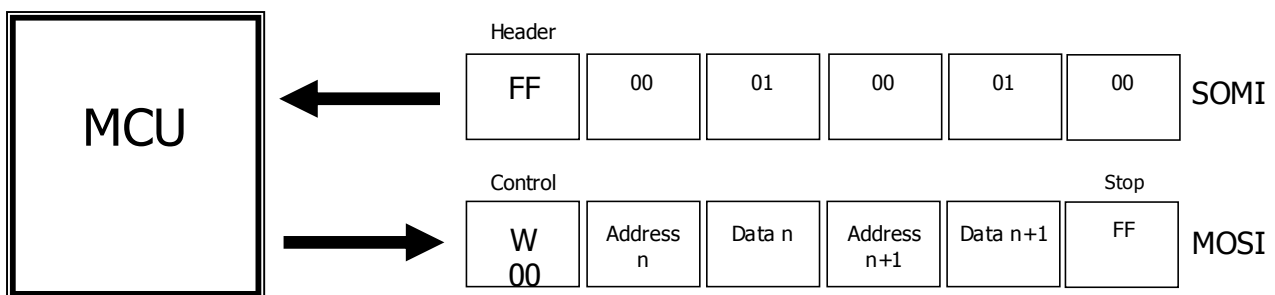 Header
MCU
FF 00 01 00 01 00 SOMI
Control Stop
W
00
Address
n
Data n
Address
n+1
Data n+1
FF
MOSI